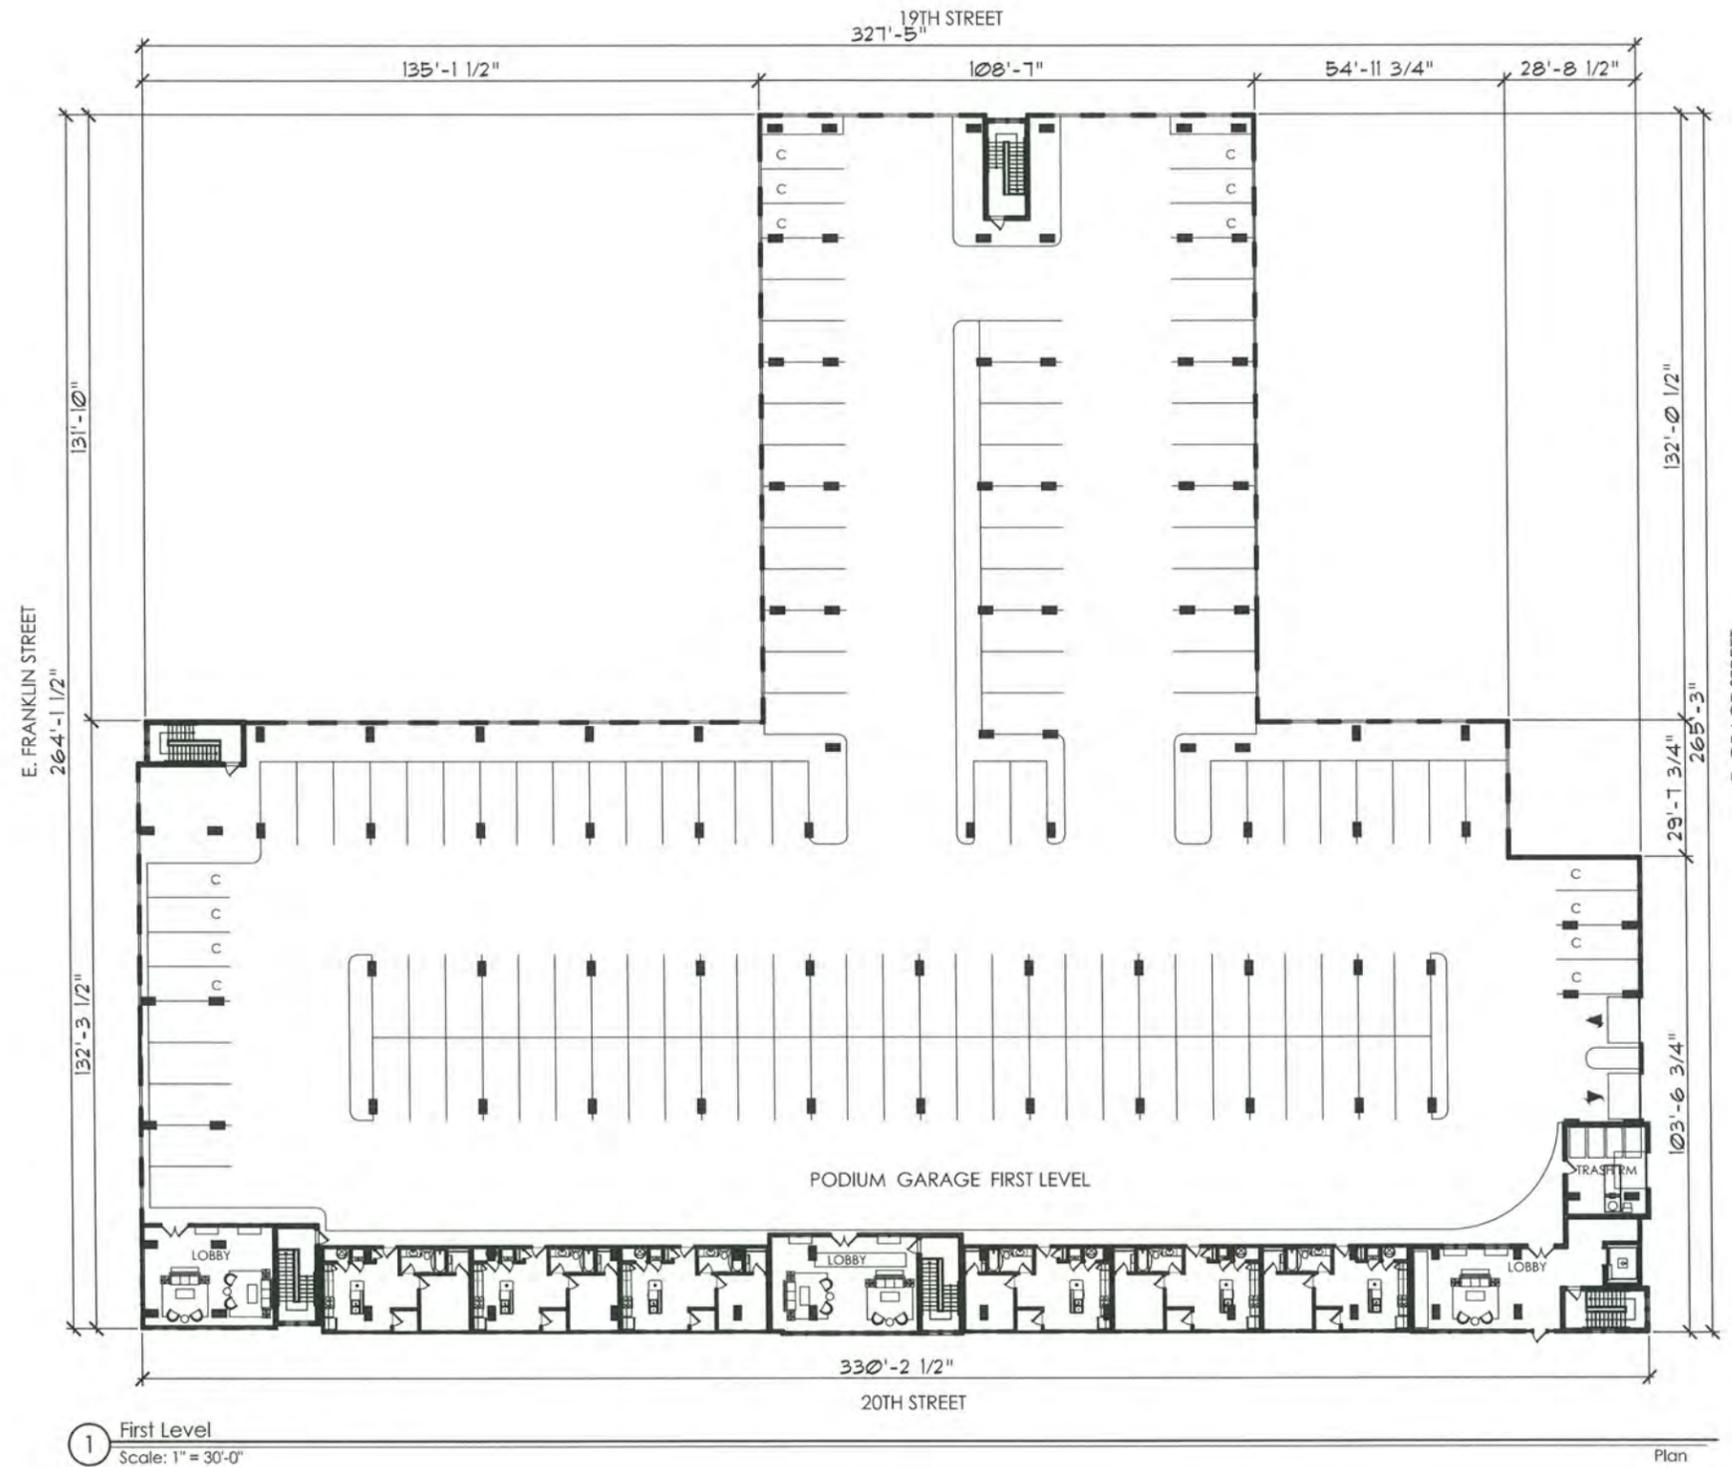 19TH STREET
327'-5"
135'-1 1/2"
108'-7"
54'-11 3/4"
28'-8 1/2"
C
C
C
C
C
C
131'-10"
132'-0 1/2"
E. FRANKLIN STREET
264'-1 1/2"
265'-3"
29'-7 3/4"
C
C
C
C
C
C
C
C
132'-3 1/2"
103'-6 3/4"
PODIUM GARAGE FIRST LEVEL
TRASH RM
LOBBY
LOBBY
LOBBY
330'-2 1/2"
20TH STREET
1
First Level
Scale: 1" = 30'-0"
Plan